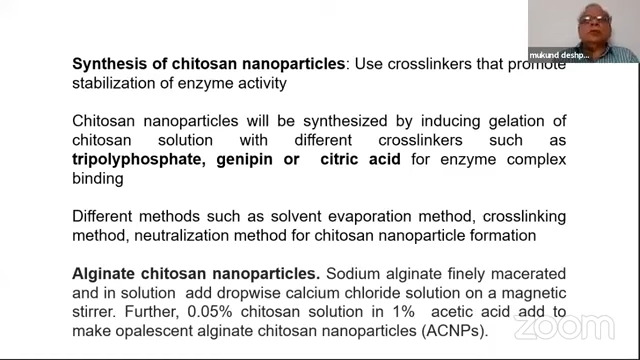 mukund deshp...
Synthesis of chitosan nanoparticles: Use crosslinkers that promote
stabilization of enzyme activity
Chitosan nanoparticles will be synthesized by inducing gelation of
chitosan solution with different crosslinkers such as
tripolyphosphate, genipin or citric acid for enzyme complex
binding
Different methods such as solvent evaporation method, crosslinking
method, neutralization method for chitosan nanoparticle formation
Alginate chitosan nanoparticles. Sodium alginate finely macerated
and in solution add dropwise calcium chloride solution on a magnetic
stirrer. Further, 0.05% chitosan solution in 1% acetic acid add to
make opalescent alginate chitosan nanoparticles (ACNPs).
zoom